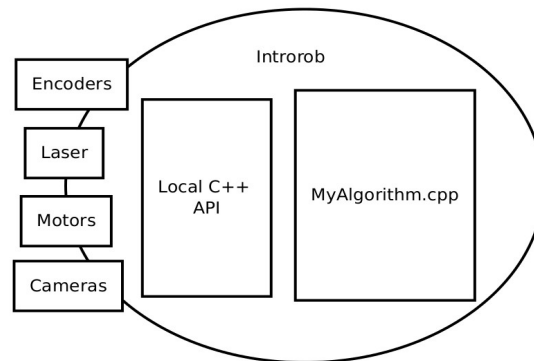 Introrob
Encoders
Laser
Motors
Cameras
Local C++
API
MyAlgorithm.cpp